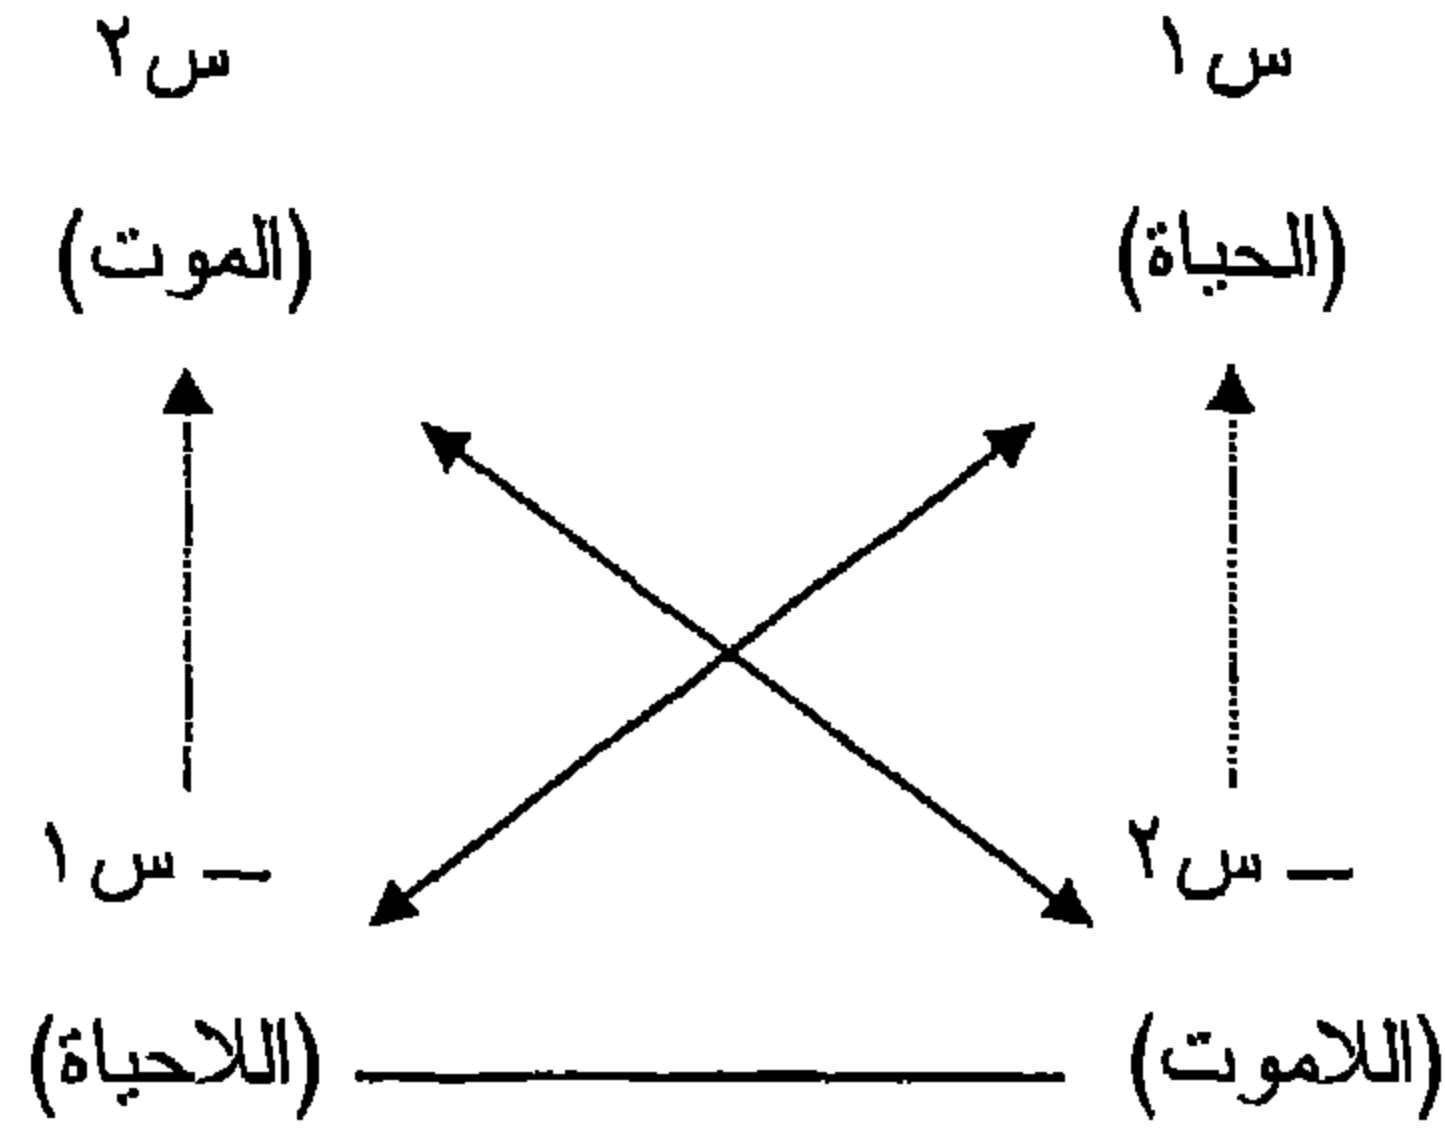 س١ س٢
(الحياة) (الموت)
— س٢ — س١
(اللاموت) (اللاحياة)